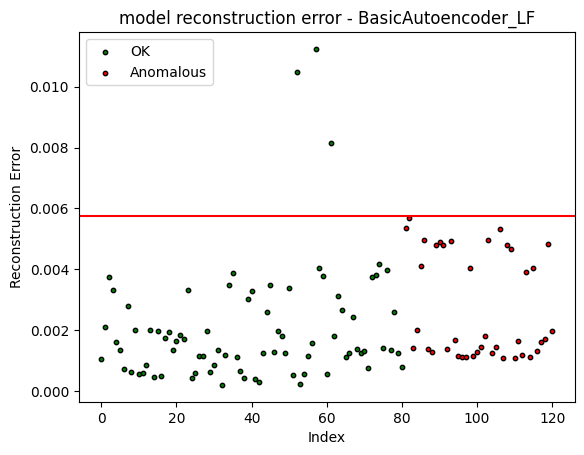 model reconstruction error - BasicAutoencoder_LF
OK
Anomalous
0.010
0.008
0.006
0.004
0.002
0.000
Reconstruction Error
0 20 40 60 80 100 120
Index